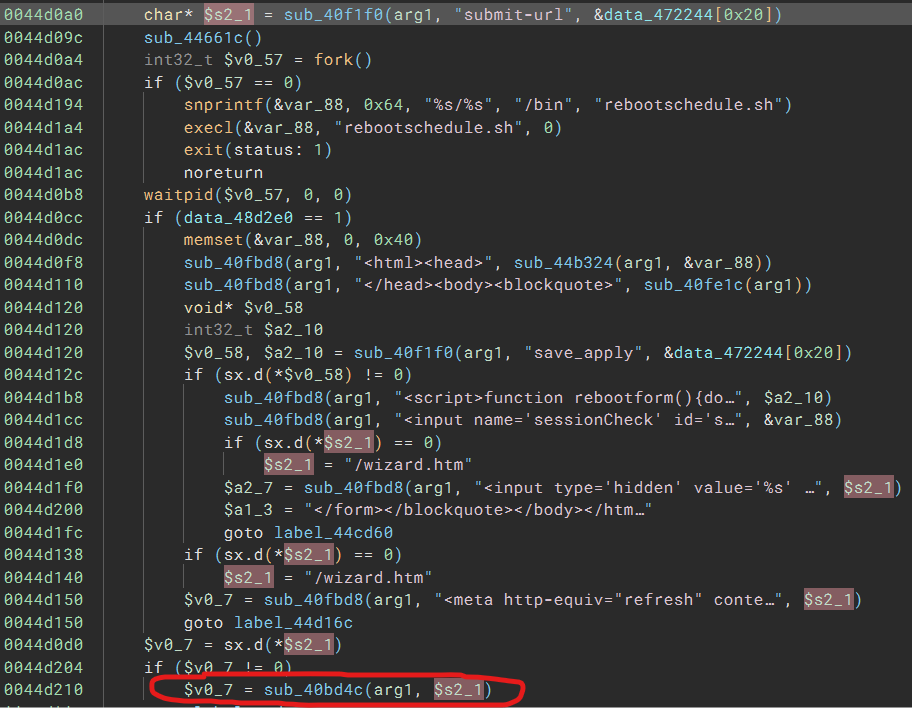 0044d0a0 char* $s2_1 = sub_40f1f0(arg1, "submit-url", &data_472244[0x20])
0044d09c sub_44661c()
0044d0a4 int32_t $v0_57 = fork()
0044d0ac if ($v0_57 == 0)
0044d194 snprintf(&var_88, 0x64, "%s/%s", "/bin", "rebootschedule.sh")
0044d1a4 execl(&var_88, "rebootschedule.sh", 0)
0044d1ac exit(status: 1)
0044d1ac noreturn
0044d0b8 waitpid($v0_57, 0, 0)
0044d0cc if (data_48d2e0 == 1)
0044d0dc memset(&var_88, 0, 0x40)
0044d0f8 sub_40fbd8(arg1, "<html><head>", sub_44b324(arg1, &var_88))
0044d110 sub_40fbd8(arg1, "</head><body><blockquote>", sub_40fe1c(arg1))
0044d120 void* $v0_58
0044d120 int32_t $a2_10
0044d120 $v0_58, $a2_10 = sub_40f1f0(arg1, "save_apply", &data_472244[0x20])
0044d12c if (sx.d(*$v0_58) != 0)
0044d1b8 sub_40fbd8(arg1, "<script>function rebootform(){do…", $a2_10)
0044d1cc sub_40fbd8(arg1, "<input name='sessionCheck' id='s…", &var_88)
0044d1d8 if (sx.d(*$s2_1) == 0)
0044d1e0 $s2_1 = "/wizard.htm"
0044d1f0 $a2_7 = sub_40fbd8(arg1, "<input type='hidden' value='%s' …", $s2_1)
0044d200 $a1_3 = "</form></blockquote></body></htm…"
0044d1fc goto label_44cd60
0044d138 if (sx.d(*$s2_1) == 0)
0044d140 $s2_1 = "/wizard.htm"
0044d150 $v0_7 = sub_40fbd8(arg1, "<meta http-equiv="refresh" conte…", $s2_1)
0044d150 goto label_44d16c
0044d0d0 $v0_7 = sx.d(*$s2_1)
0044d204 if ($v0_7 != 0)
0044d210 $v0_7 = sub_40bd4c(arg1, $s2_1)